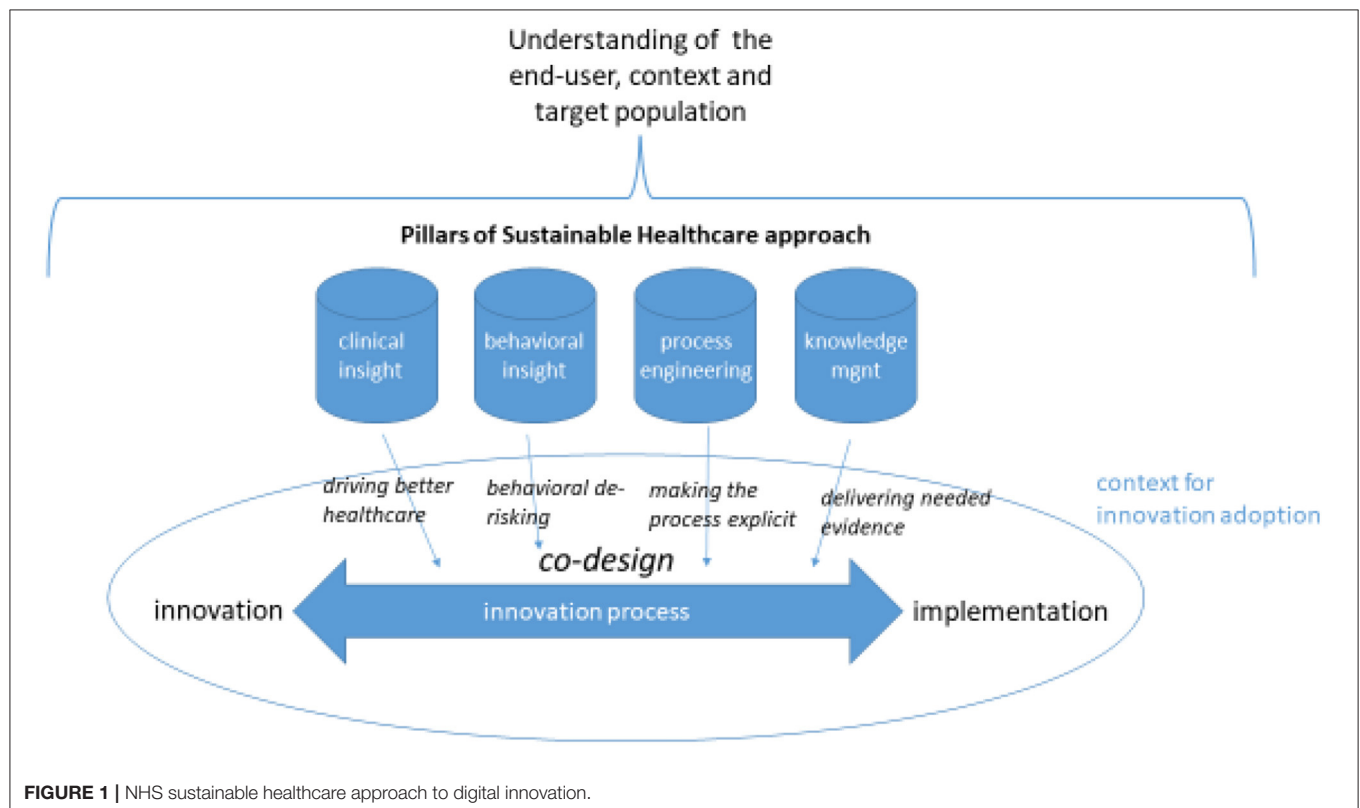 Understanding of the
end-user, context and
target population
Pillars of Sustainable Healthcare approach
clinical
insight
behavioral
insight
process
engineering
knowledge
mgnt
driving better
healthcare
behavioral de-
risking
making the
process explicit
delivering needed
evidence
context for
innovation adoption
co-design
innovation
innovation process
implementation
FIGURE 1 | NHS sustainable healthcare approach to digital innovation.